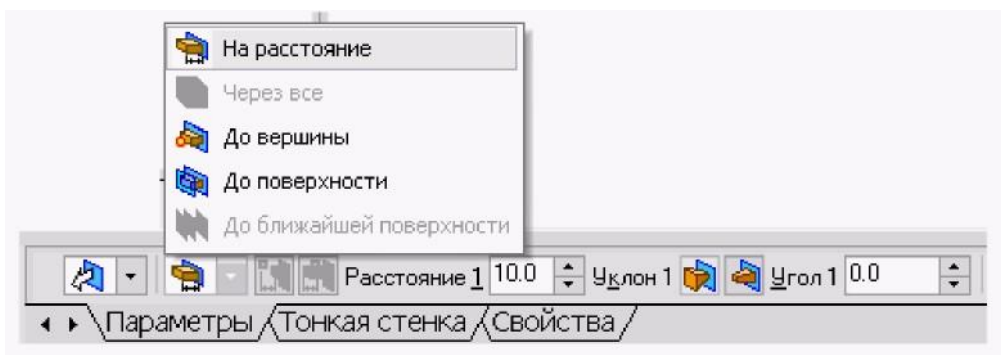 На расстояние
Через все
До вершины
До поверхности
До ближайшей поверхности
Расстояние 1 10.0 Уклон 1 Угол 1 0.0
Параметры Тонкая стенка Свойства